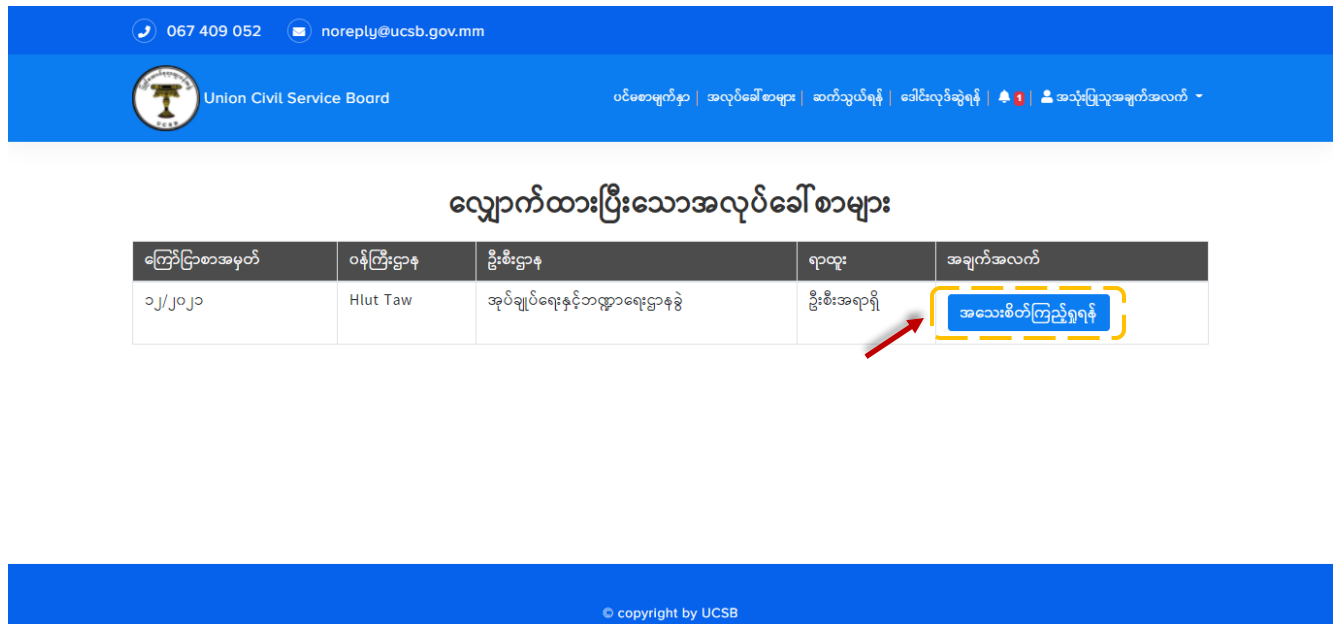 067 409 052 noreply@ucsb.gov.mm
Union Civil Service Board
ပင်မစာမျက်နှာ | အလုပ်ခေါ်စာများ | ဆက်သွယ်ရန် | ဒေါင်းလုဒ်ဆွဲရန် | 1 | အသုံးပြုသူအချက်အလက်
UCSB
လျှောက်ထားပြီးသောအလုပ်ခေါ်စာများ
ကြော်ငြာစာအမှတ် ဝန်ကြီးဌာန ဦးစီးဌာန ရာထူး အချက်အလက်
၁၂/၂၀၂၁ Hlut Taw အုပ်ချုပ်ရေးနှင့်ဘဏ္ဍာရေးဌာနခွဲ ဦးစီးအရာရှိ အသေးစိတ်ကြည့်ရှုရန်
© copyright by UCSB